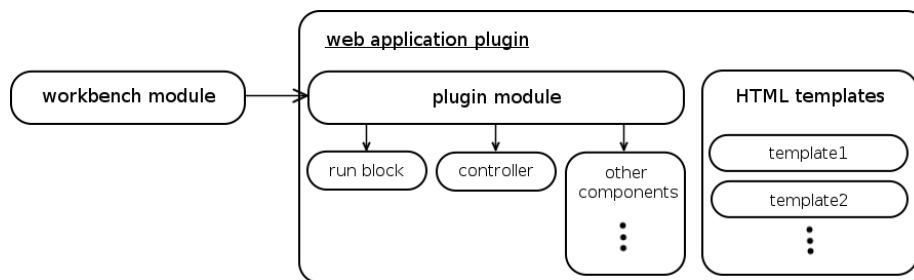 web application plugin
workbench module
plugin module
HTML templates
run block
controller
other
components
template1
template2